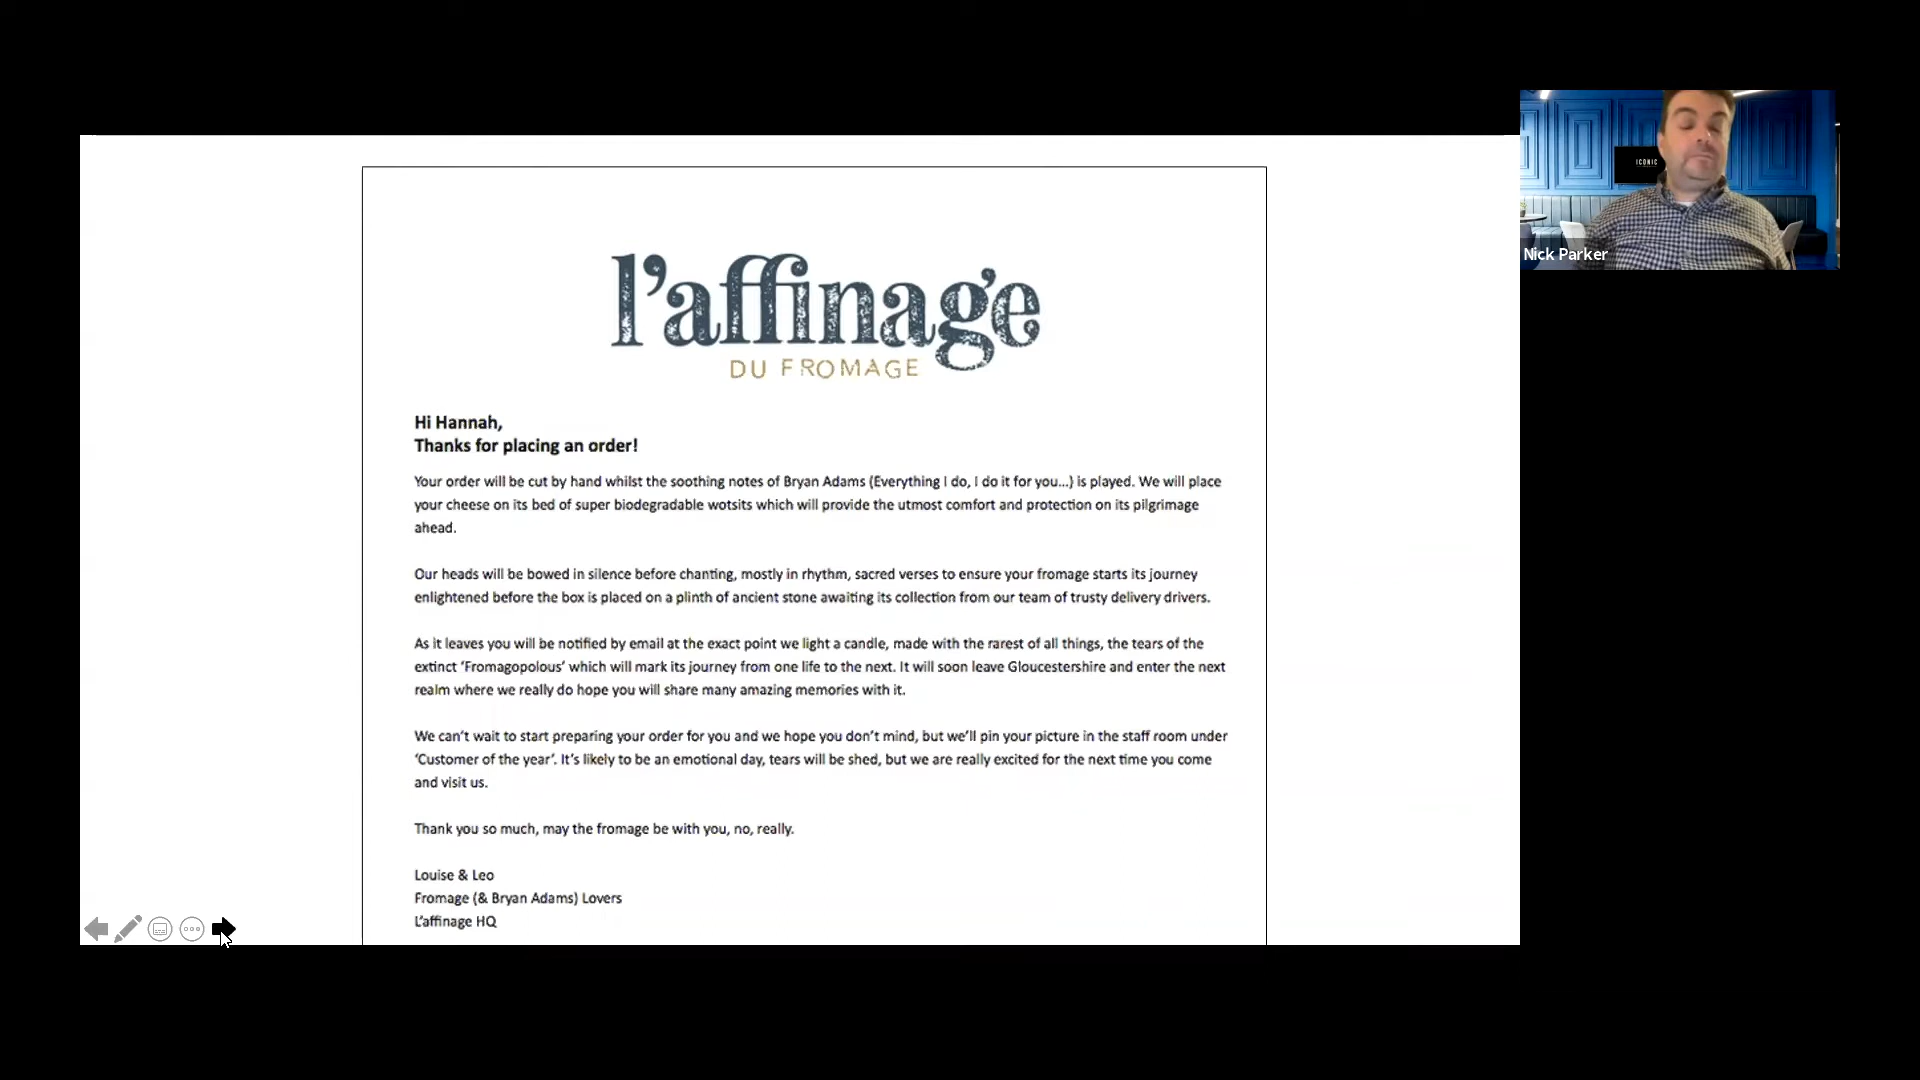 ICONIC
Nick Parker
l'affinage
DU FROMAGE
Hi Hannah,
Thanks for placing an order!
Your order will be cut by hand whilst the soothing notes of Bryan Adams (Everything I do, I do it for you...) is played. We will place
your cheese on its bed of super biodegradable wotsits which will provide the utmost comfort and protection on its pilgrimage
ahead.
Our heads will be bowed in silence before chanting, mostly in rhythm, sacred verses to ensure your fromage starts its journey
enlightened before the box is placed on a plinth of ancient stone awaiting its collection from our team of trusty delivery drivers.
As it leaves you will be notified by email at the exact point we light a candle, made with the rarest of all things, the tears of the
extinct ‘Fromagopolous’ which will mark its journey from one life to the next. It will soon leave Gloucestershire and enter the next
realm where we really do hope you will share many amazing memories with it.
We can’t wait to start preparing your order for you and we hope you don’t mind, but we’ll pin your picture in the staff room under
‘Customer of the year’. It’s likely to be an emotional day, tears will be shed, but we are really excited for the next time you come
and visit us.
Thank you so much, may the fromage be with you, no, really.
Louise & Leo
Fromage (& Bryan Adams) Lovers
L’affinage HQ